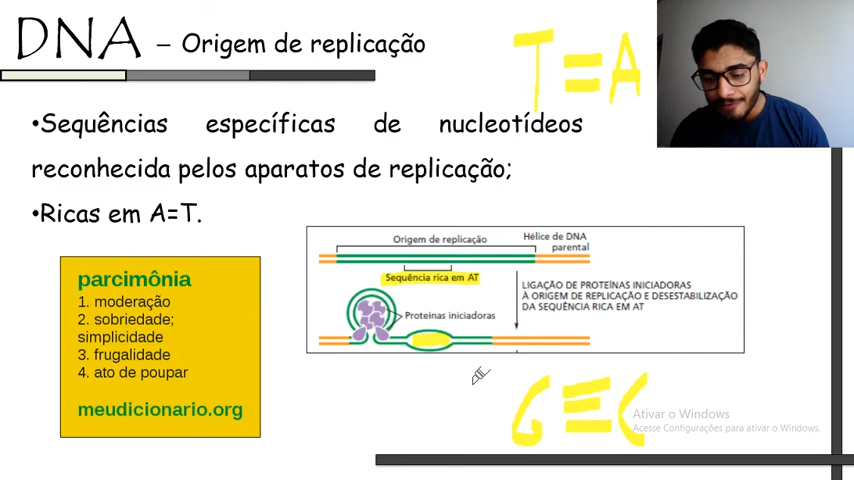 DNA – Origem de replicação
T=A
•Sequências específicas de nucleotídeos
reconhecida pelos aparatos de replicação;
•Ricas em A=T.
parcimônia
1. moderação
2. sobriedade;
simplicidade
3. frugalidade
4. ato de poupar
meudicionario.org
Origem de replicação
Hélice de DNA
parental
Sequência rica em AT
LIGAÇÃO DE PROTEÍNAS INICIADORAS
À ORIGEM DE REPLICAÇÃO E DESESTABILIZAÇÃO
DA SEQUÊNCIA RICA EM AT
Proteínas iniciadoras
G≡C
Ativar o Windows
Acesse Configurações para ativar o Windows.